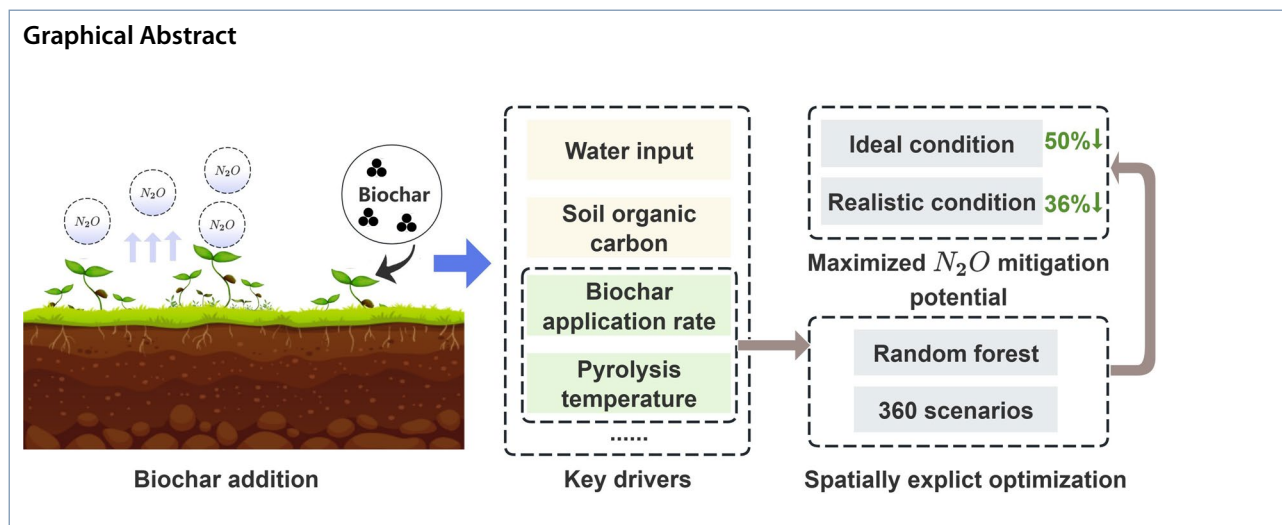 Graphical Abstract
N₂O
N₂O
N₂O
N₂O
Biochar
Biochar addition
Water input
Soil organic
carbon
Biochar
application rate
Pyrolysis
temperature
......
Key drivers
Ideal condition 50%↓
Realistic condition 36%↓
Maximized N₂O mitigation
potential
Random forest
360 scenarios
Spatially explict optimization